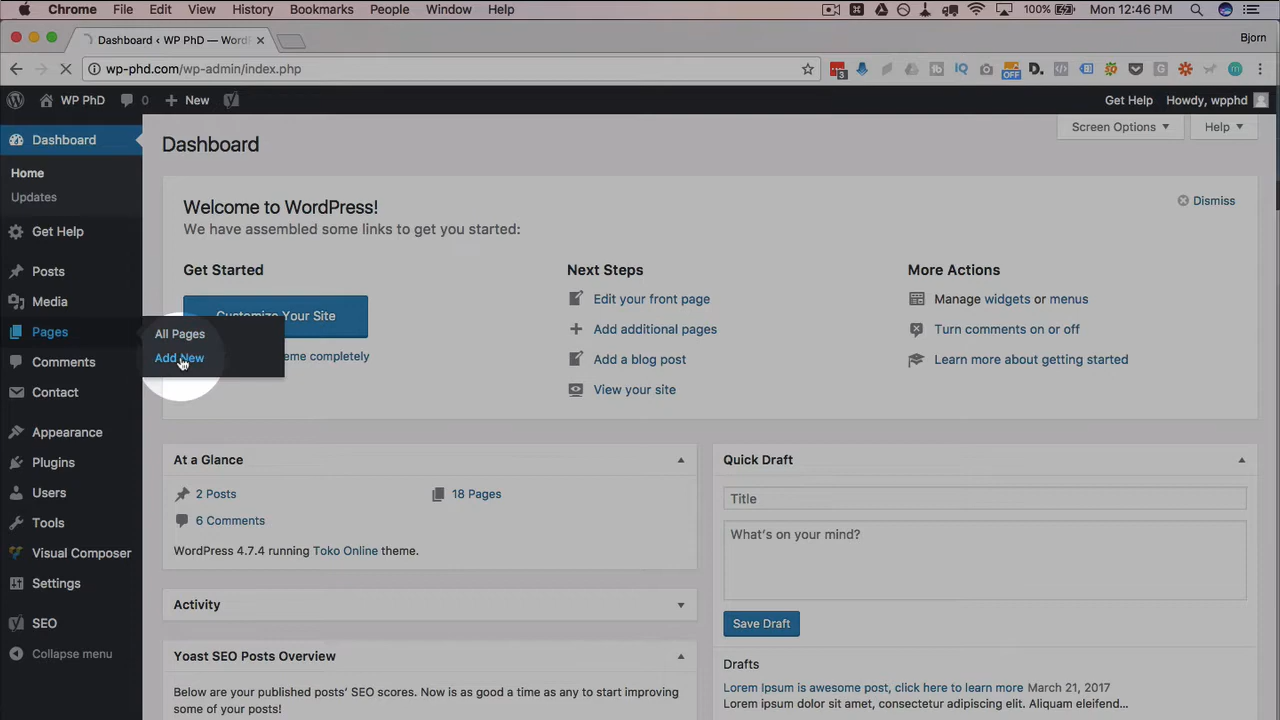 Chrome File Edit View History Bookmarks People Window Help 100% Mon 12:46 PM
Dashboard ‹ WP PhD — Word Bjorn
wp-phd.com/wp-admin/index.php 3 OFF
WP PhD 0 New Get Help Howdy, wpphd
Dashboard
Home
Updates
Get Help
Posts
Media
Pages
Comments
Contact
Appearance
Plugins
Users
Tools
Visual Composer
Settings
SEO
Collapse menu
All Pages
Add New
Dashboard
Screen Options Help
Welcome to WordPress!
We have assembled some links to get you started:
Dismiss
Get Started
Customize Your Site
eme completely
Next Steps
Edit your front page
Add additional pages
Add a blog post
View your site
More Actions
Manage widgets or menus
Turn comments on or off
Learn more about getting started
At a Glance
2 Posts 18 Pages
6 Comments
WordPress 4.7.4 running Toko Online theme.
Activity
Yoast SEO Posts Overview
Below are your published posts' SEO scores. Now is as good a time as any to start improving
some of your posts!
Quick Draft
Title
What's on your mind?
Save Draft
Drafts
Lorem Ipsum is awesome post, click here to learn more March 21, 2017
Lorem ipsum dolor sit amet, consectetur adipiscing elit. Aliquam eleifend…